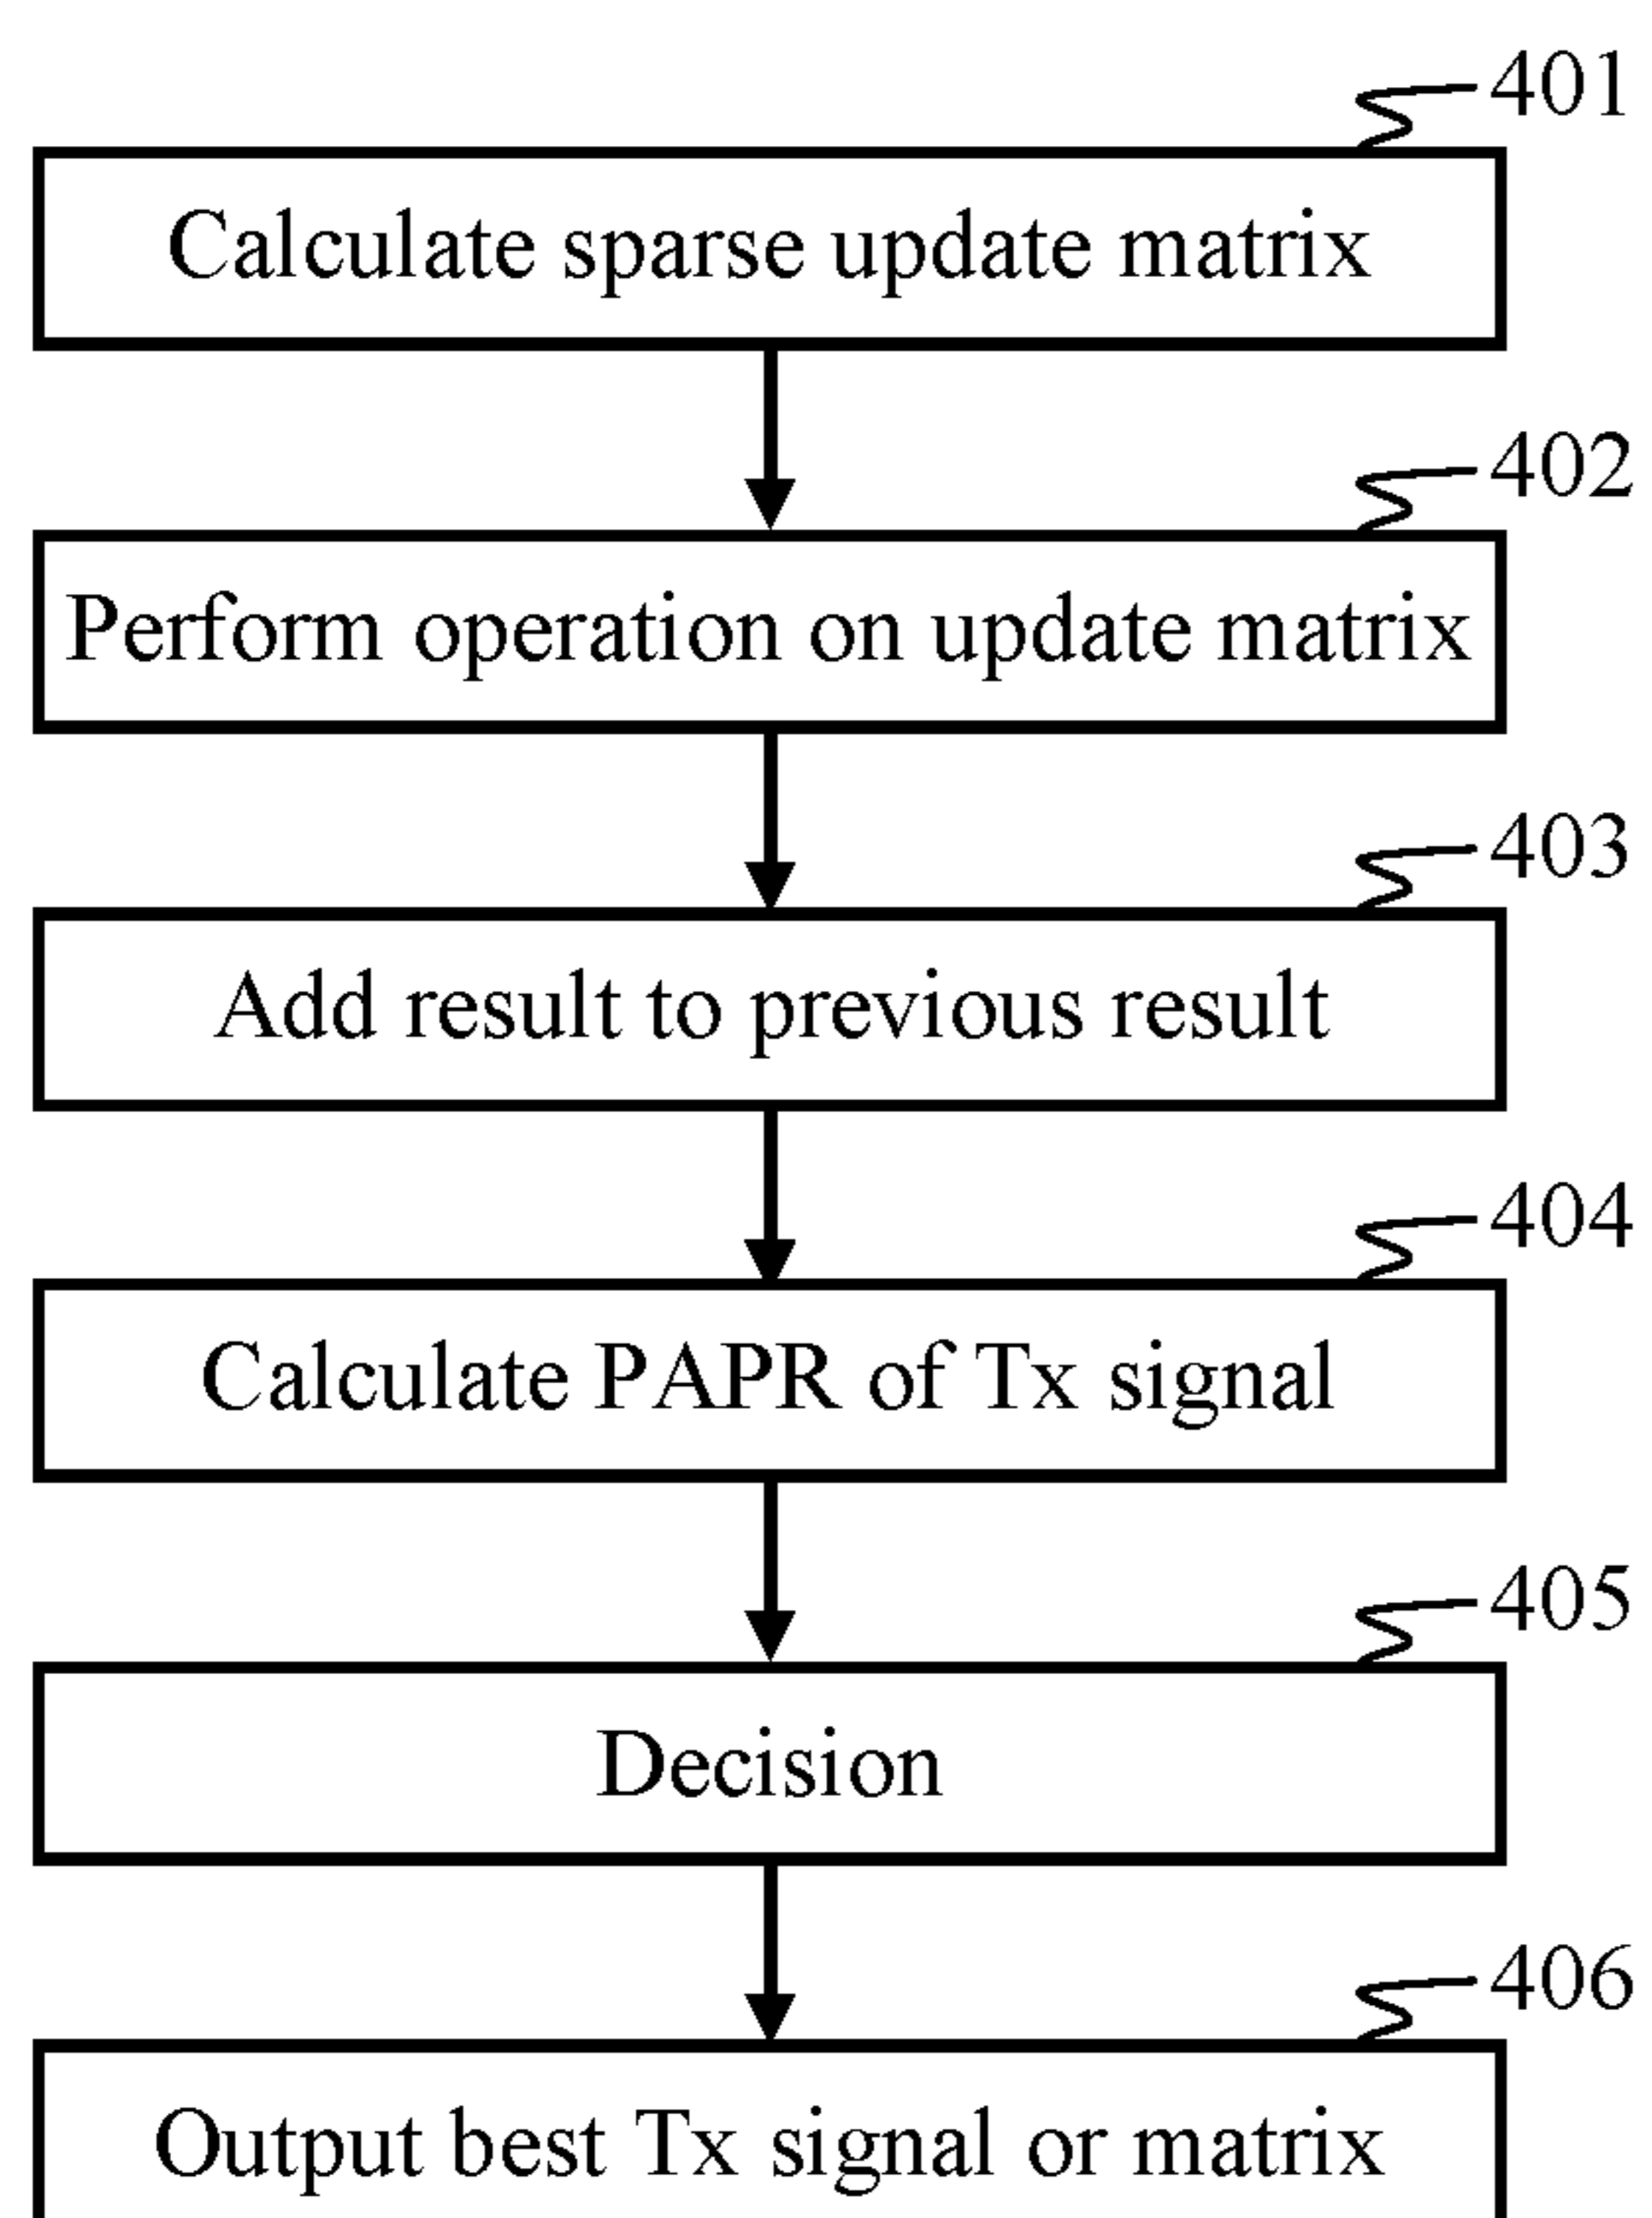 401
Calculate sparse update matrix
402
Perform operation on update matrix
403
Add result to previous result
404
Calculate PAPR of Tx signal
405
Decision
406
Output best Tx signal or matrix